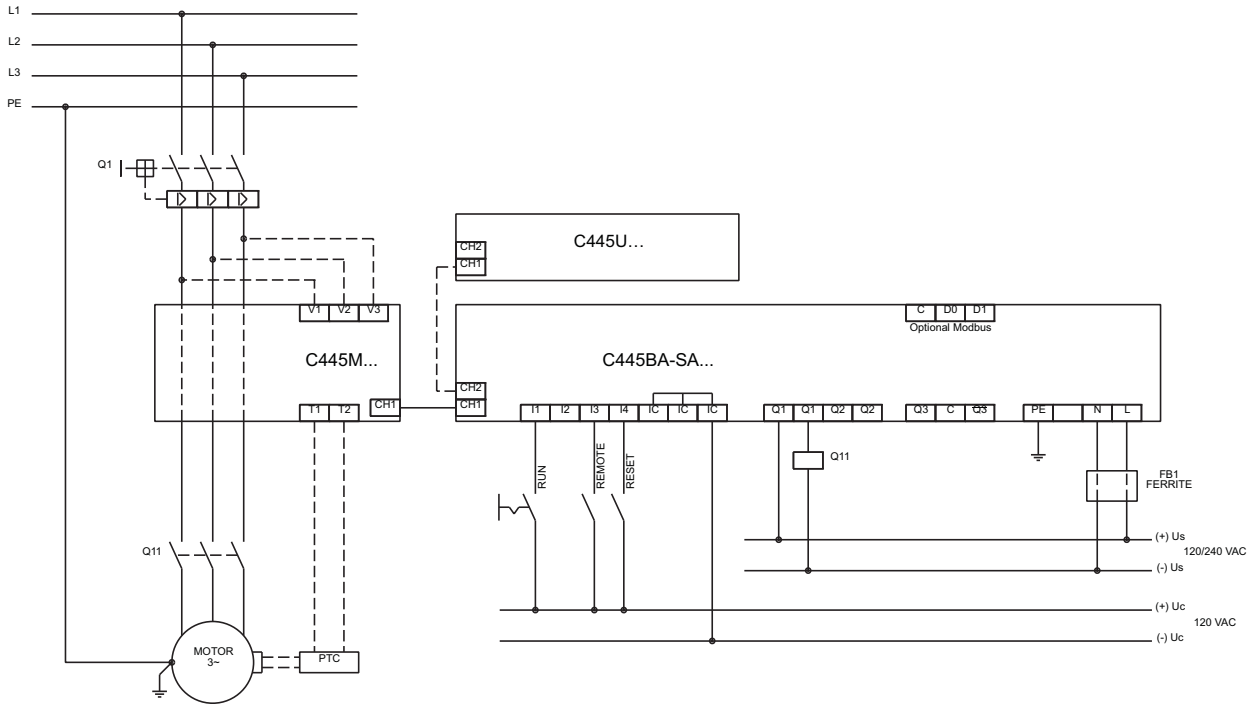 L1
L2
L3
PE
Q1
C445U...
CH2
CH1
V1 V2 V3
C D0 D1
Optional Modbus
C445M...
C445BA-SA...
CH2
T1 T2 CH1
CH1
I1 I2 I3 I4 IC IC IC
Q1 Q1 Q2 Q2
Q3 C Q3
PE N L
RUN
REMOTE
RESET
Q11
FB1
FERRITE
(+) Us
120/240 VAC
(-) Us
Q11
(+) Uc
120 VAC
(-) Uc
MOTOR
3~
PTC